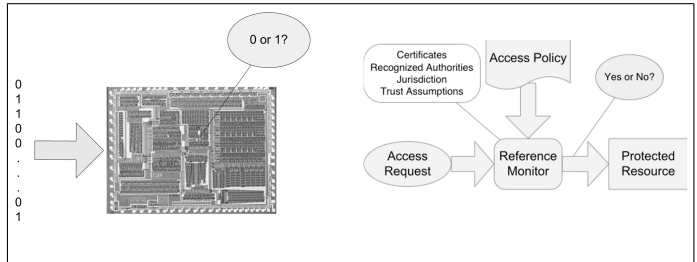 0 or 1?
0
1
1
0
0
.
.
.
0
1
Certificates
Recognized Authorities
Jurisdiction
Trust Assumptions
Access Policy
Yes or No?
Access
Request
Reference
Monitor
Protected
Resource